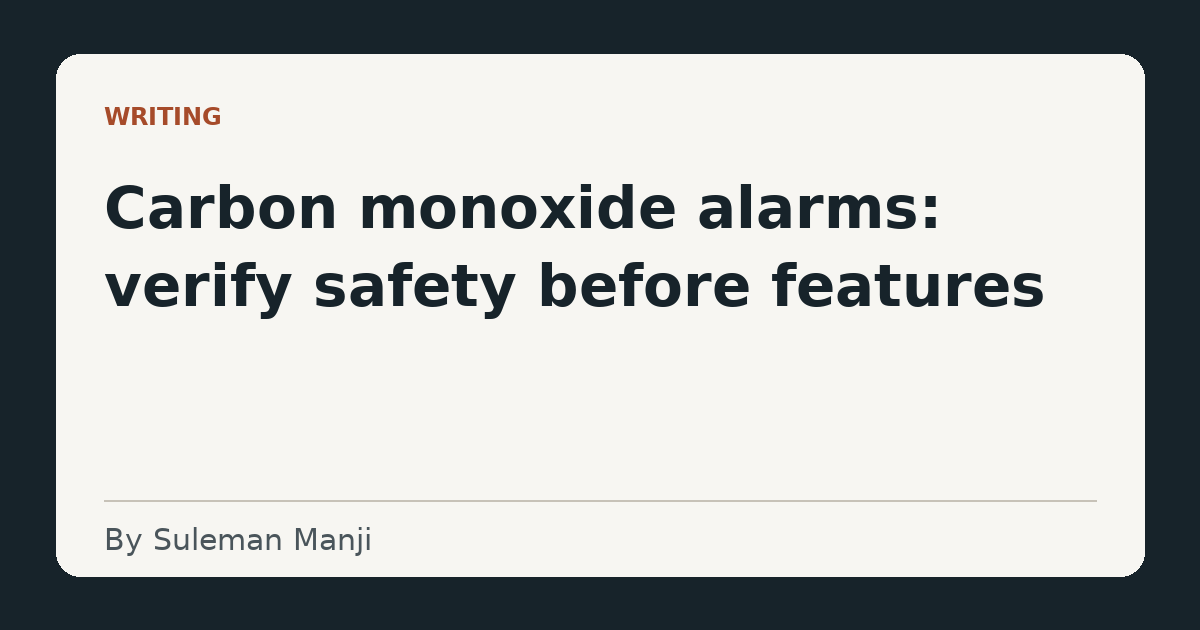 WRITING
Carbon monoxide alarms:
verify safety before features
By Suleman Manji